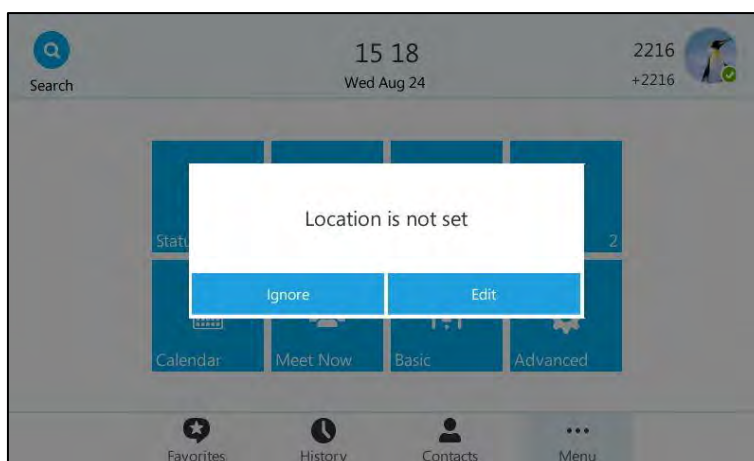 15 18
2216
Search
Wed Aug 24
+2216
Location is not set
2
Ignore
Edit
Calendar
Meet Now
Basic
Advanced
Favorites
History
Contacts
Menu